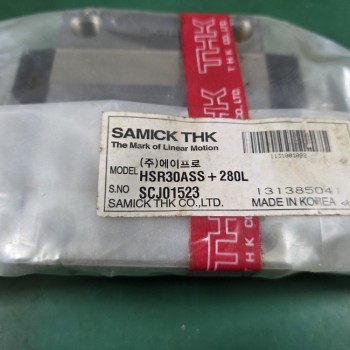 THK
THK CO., LTD.
SAMICK THK
The Mark of Linear Motion
MODEL (주)에이프로
HSR30ASS + 280L
S.NO SCJ01523
131385041
SAMICK THK CO.,LTD.
MADE IN KOREA